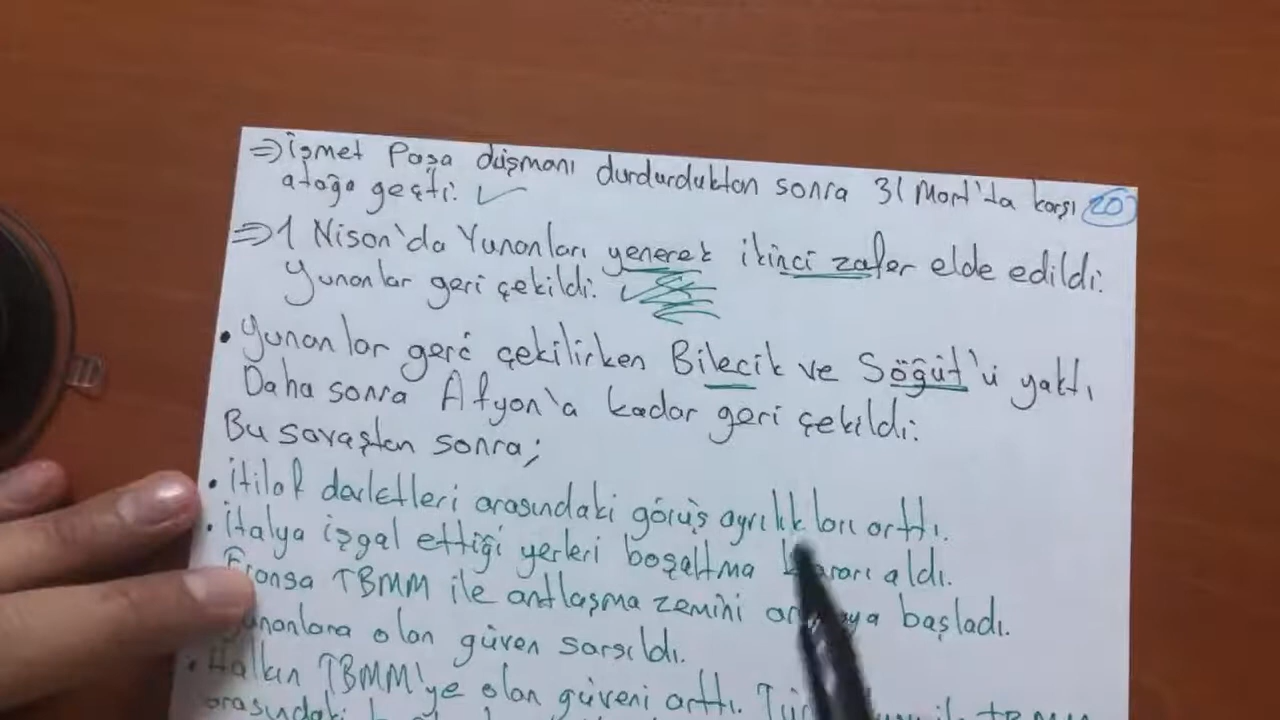 ⇒ İsmet Paşa düşmanı durdurduktan sonra 31 Mart'ta karşı 20
atağa geçti. ✓
⇒ 1 Nisan'da Yunanları yenerek ikinci zafer elde edildi.
Yunanlar geri çekildi. ✓
• Yunanlar geri çekilirken Bilecik ve Söğüt'ü yaktı
Daha sonra Afyon'a kadar geri çekildi.
Bu savaştan sonra;
• İtilaf devletleri arasındaki görüş ayrılıkları arttı.
• İtalya işgal ettiği yerleri boşaltma kararı aldı.
Fransa TBMM ile antlaşma zemini aramaya başladı.
Yunanlara olan güven sarsıldı.
• Halkın TBMM'ye olan güveni arttı. ile TBMM
arasındaki